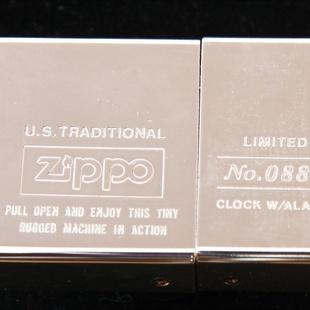 U.S. TRADITIONAL
Zippo
PULL OPEN AND ENJOY THIS TINY
RUGGED MACHINE IN ACTION
LIMITED
No.088
CLOCK W/ALA